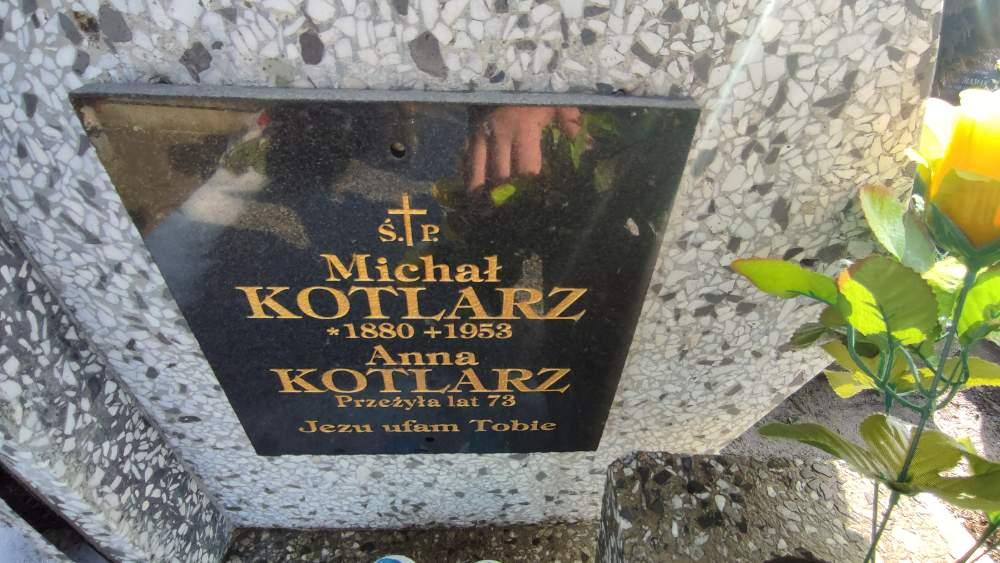 Ś. P.
Michał
KOTLARZ
*1880 +1953
Anna
KOTLARZ
Przeżyła lat 73
Jezu ufam Tobie